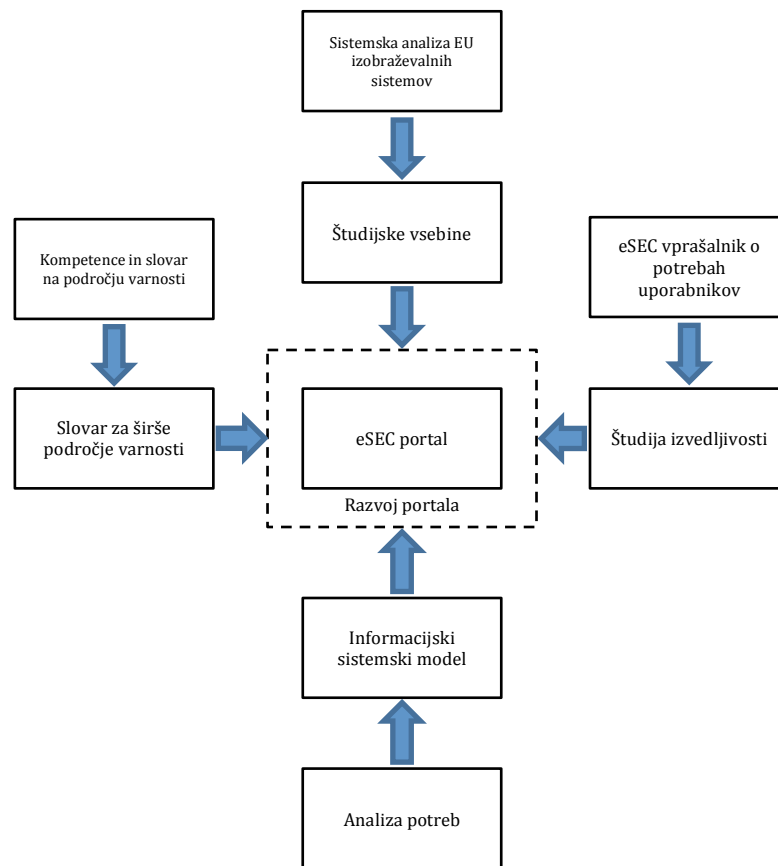 Sistemska analiza EU
izobraževalnih
sistemov
Študijske vsebine
Kompetence in slovar
na področju varnosti
eSEC vprašalnik o
potrebah
uporabnikov
Slovar za širše
področje varnosti
eSEC portal
Razvoj portala
Študija izvedljivosti
Informacijski
sistemski model
Analiza potreb